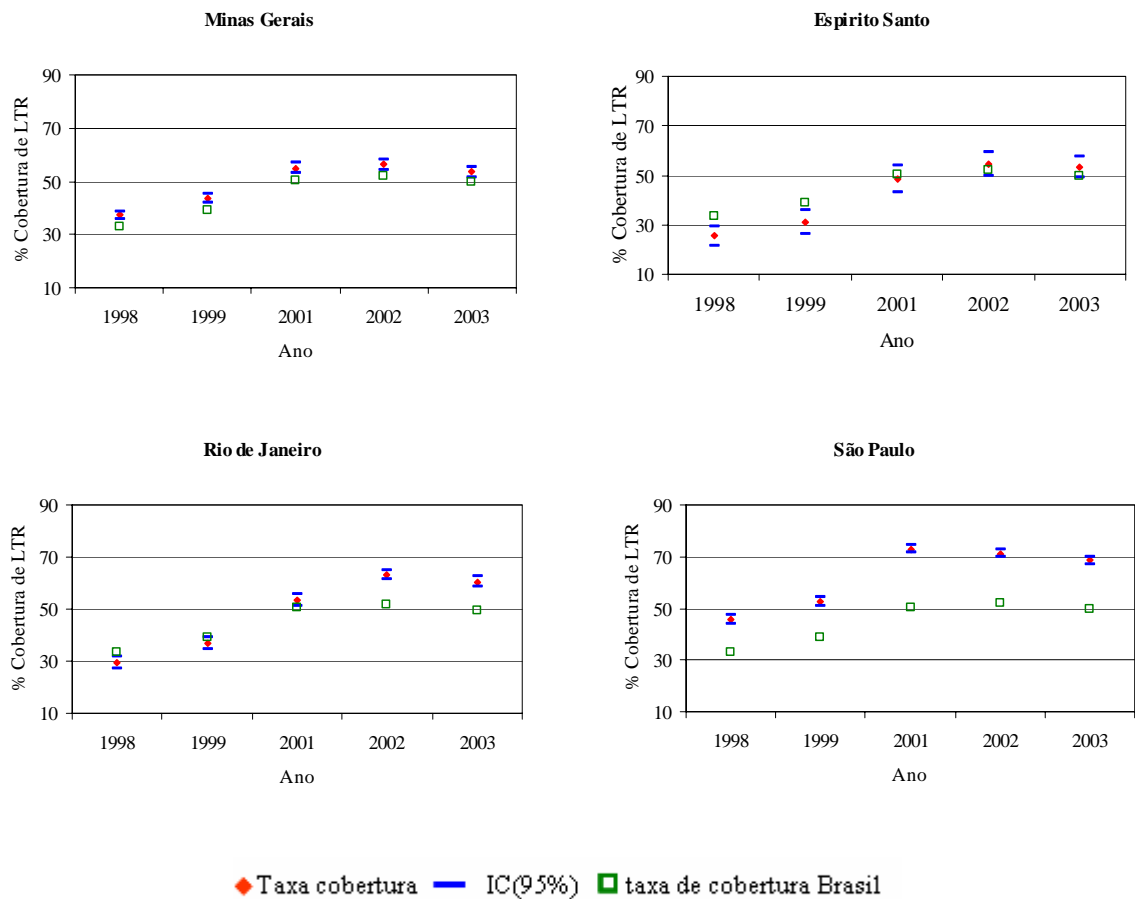 Minas Gerais
% Cobertura de LTR
90
70
50
30
10
1998 1999 2001 2002 2003
Ano
Espirito Santo
% Cobertura de LTR
90
70
50
30
10
1998 1999 2001 2002 2003
Ano
Rio de Janeiro
% Cobertura de LTR
90
70
50
30
10
1998 1999 2001 2002 2003
Ano
São Paulo
% Cobertura de LTR
90
70
50
30
10
1998 1999 2001 2002 2003
Ano
Taxa cobertura IC(95%) taxa de cobertura Brasil